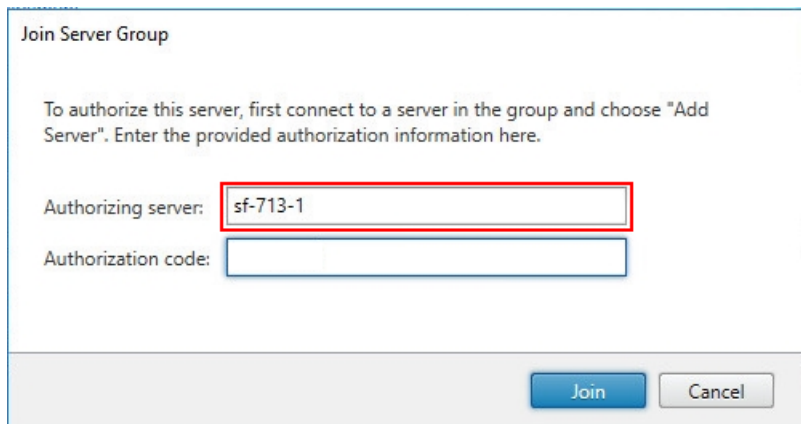 Join Server Group
To authorize this server, first connect to a server in the group and choose "Add
Server". Enter the provided authorization information here.
Authorizing server: sf-713-1
Authorization code:
Join Cancel